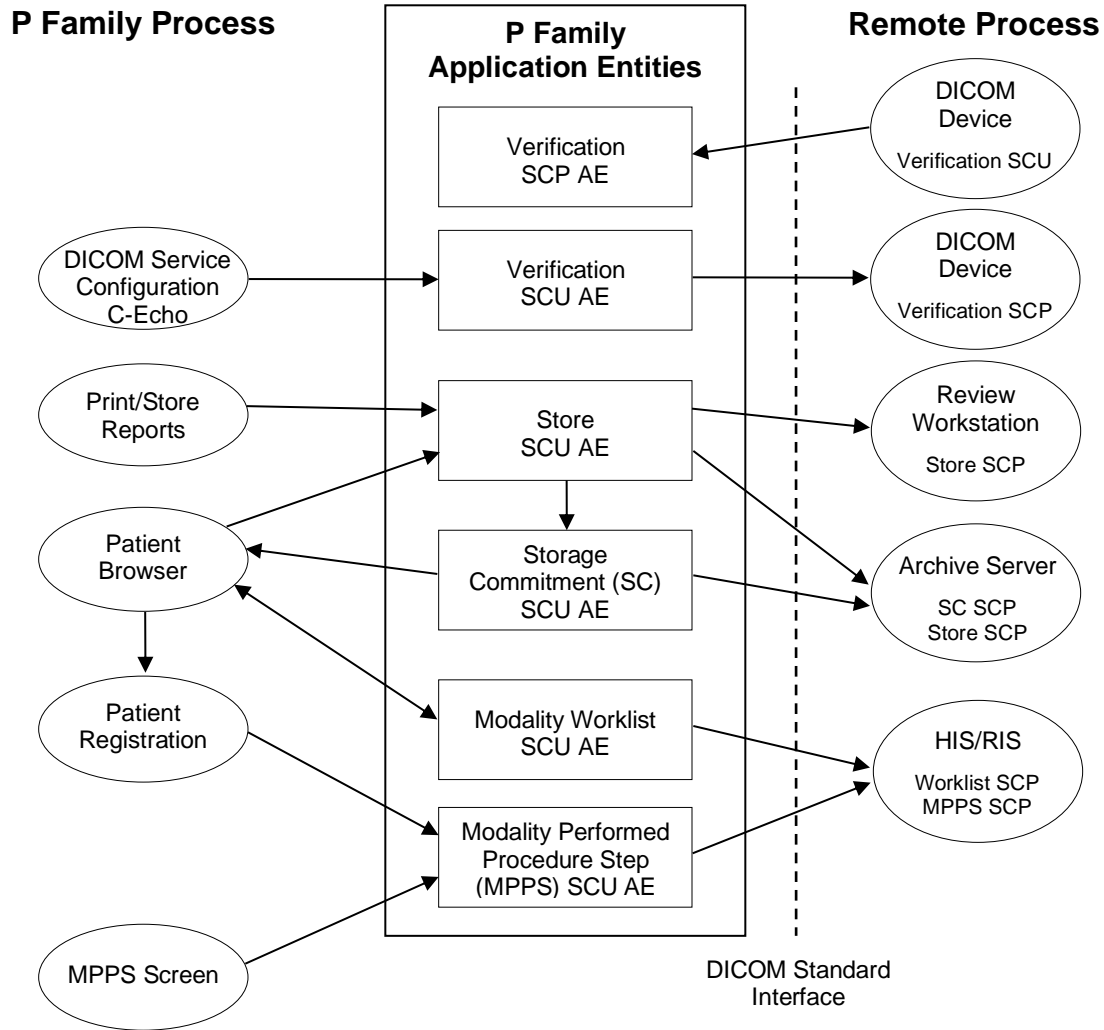 P Family Process
P Family
Application Entities
Remote Process
Verification
SCP AE
DICOM
Device
Verification SCU
DICOM Service
Configuration
C-Echo
Verification
SCU AE
DICOM
Device
Verification SCP
Print/Store
Reports
Store
SCU AE
Review
Workstation
Store SCP
Patient
Browser
Storage
Commitment (SC)
SCU AE
Archive Server
SC SCP
Store SCP
Patient
Registration
Modality Worklist
SCU AE
HIS/RIS
Worklist SCP
MPPS SCP
Modality Performed
Procedure Step
(MPPS) SCU AE
MPPS Screen
DICOM Standard
Interface